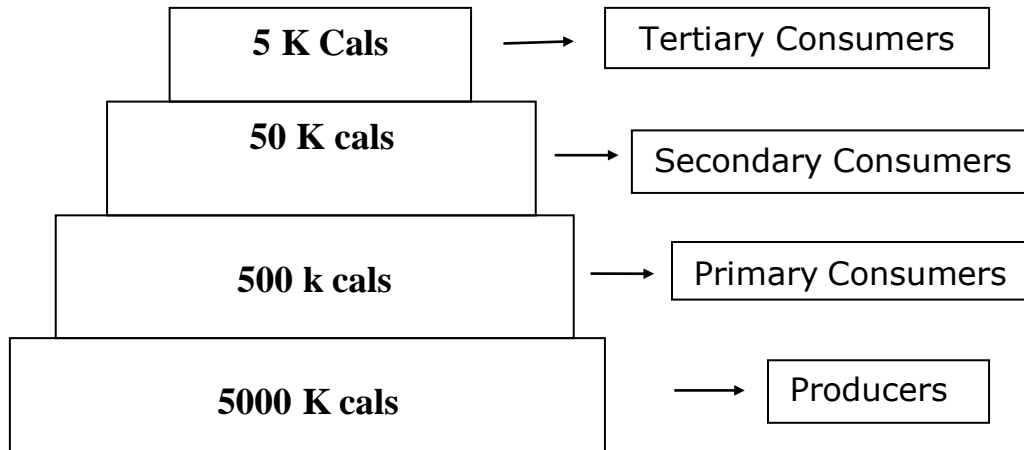 5 K Cals
Tertiary Consumers
50 K cals
Secondary Consumers
500 k cals
Primary Consumers
5000 K cals
Producers